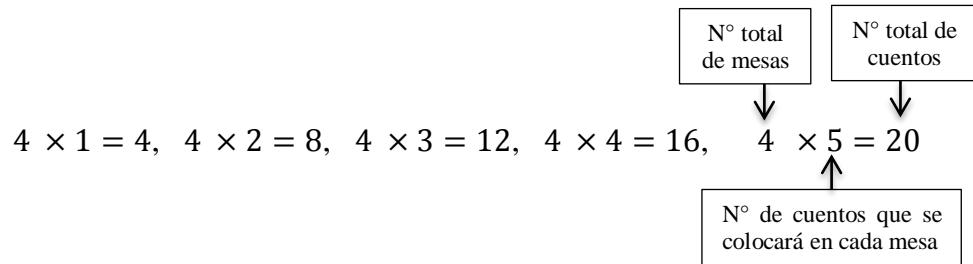 N° total
de mesas
N° total de
cuentos
4 × 1 = 4, 4 × 2 = 8, 4 × 3 = 12, 4 × 4 = 16, 4 × 5 = 20
N° de cuentos que se
colocará en cada mesa